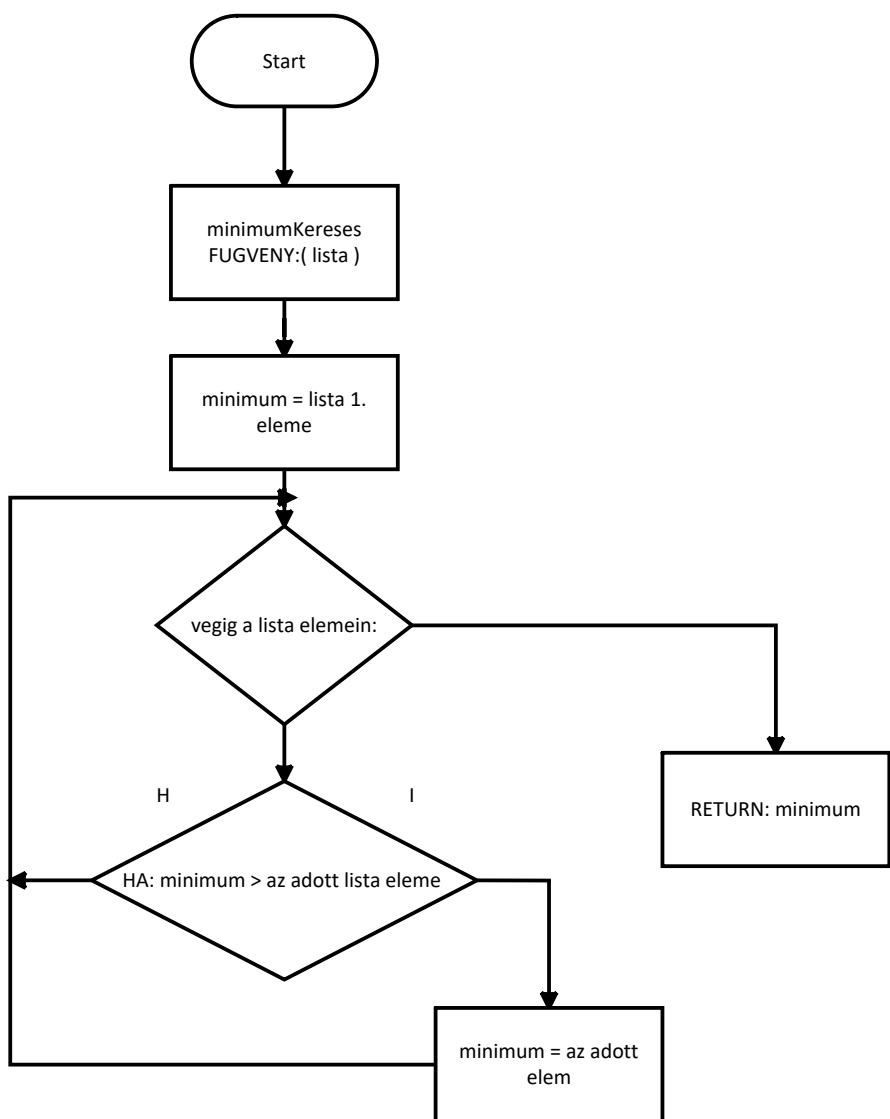 Start
minimumKereses
FUGVENY:( lista )
minimum = lista 1.
eleme
vegig a lista elemein:
H
I
RETURN: minimum
HA: minimum > az adott lista eleme
minimum = az adott
elem